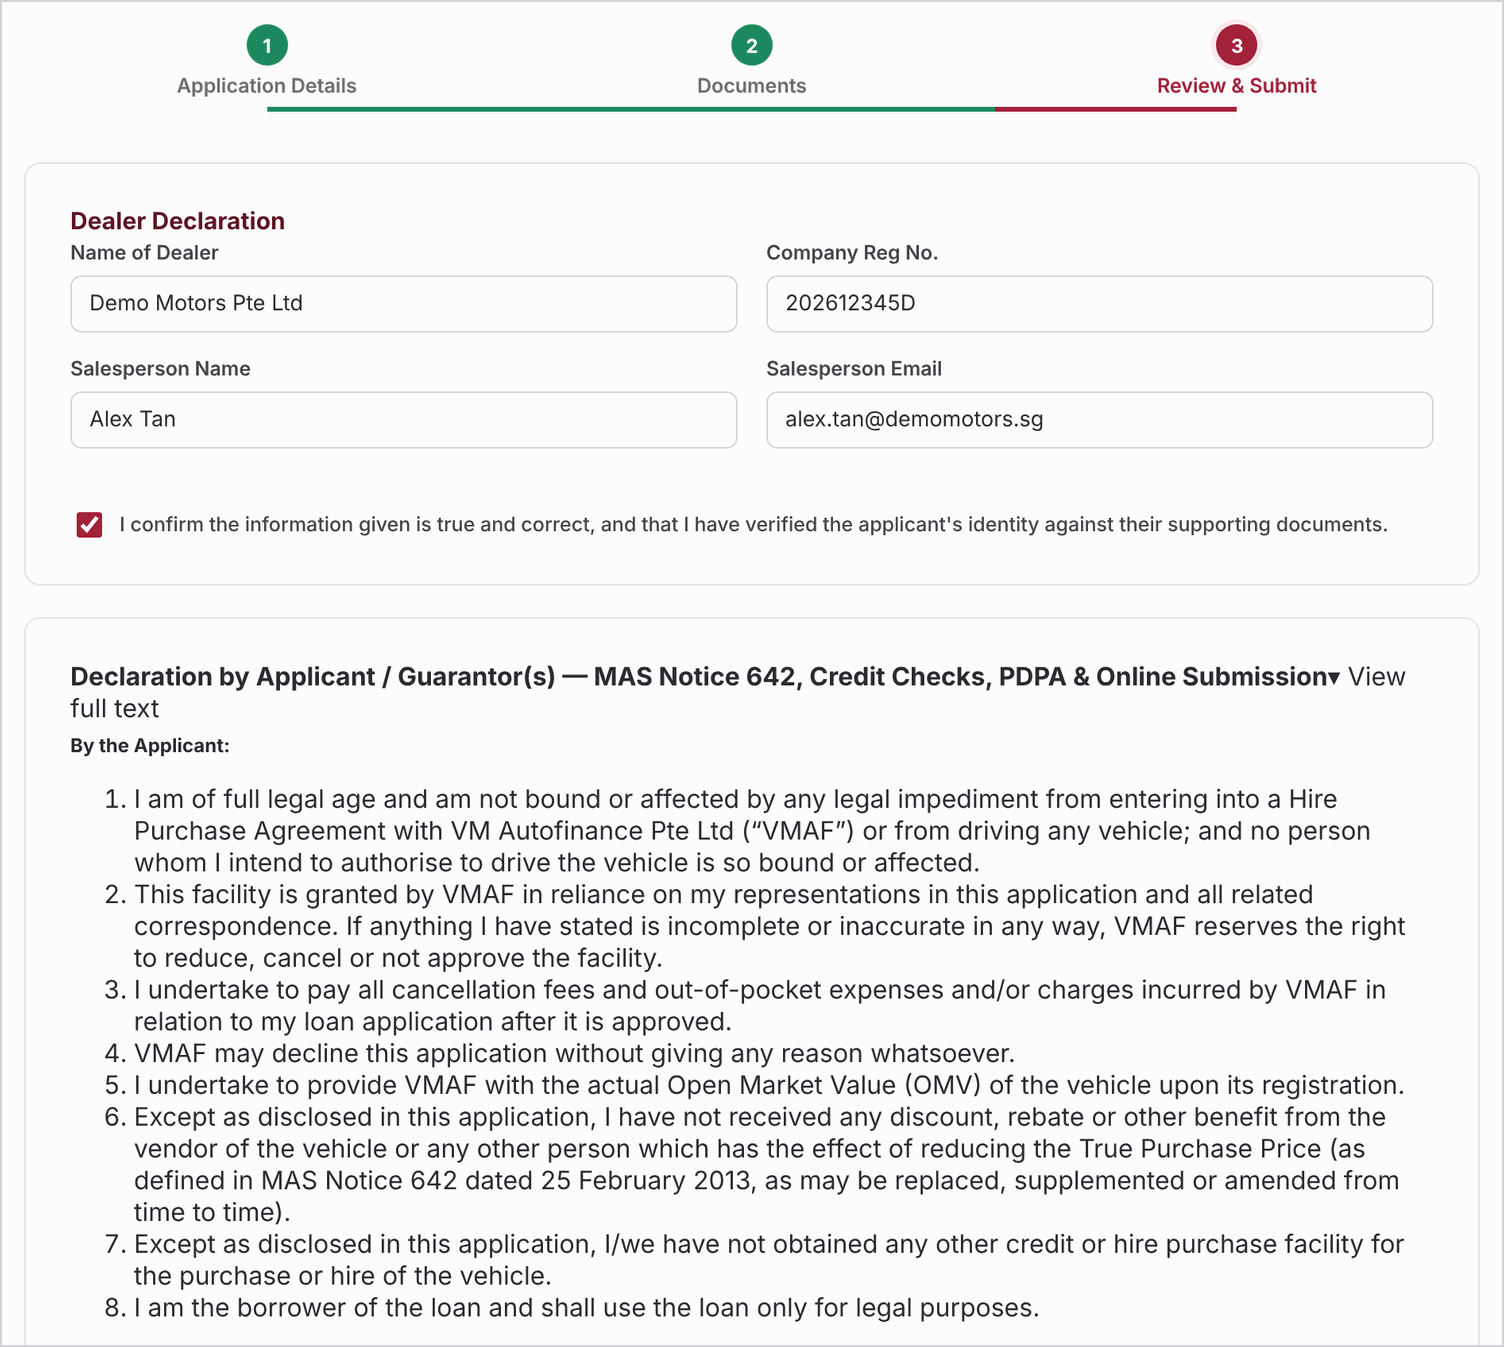 1
Application Details
2
Documents
3
Review & Submit
Dealer Declaration
Name of Dealer
Demo Motors Pte Ltd
Company Reg No.
202612345D
Salesperson Name
Alex Tan
Salesperson Email
alex.tan@demomotors.sg
I confirm the information given is true and correct, and that I have verified the applicant's identity against their supporting documents.
Declaration by Applicant / Guarantor(s) — MAS Notice 642, Credit Checks, PDPA & Online Submission▾ View
full text
By the Applicant:
1. I am of full legal age and am not bound or affected by any legal impediment from entering into a Hire
Purchase Agreement with VM Autofinance Pte Ltd (“VMAF”) or from driving any vehicle; and no person
whom I intend to authorise to drive the vehicle is so bound or affected.
2. This facility is granted by VMAF in reliance on my representations in this application and all related
correspondence. If anything I have stated is incomplete or inaccurate in any way, VMAF reserves the right
to reduce, cancel or not approve the facility.
3. I undertake to pay all cancellation fees and out-of-pocket expenses and/or charges incurred by VMAF in
relation to my loan application after it is approved.
4. VMAF may decline this application without giving any reason whatsoever.
5. I undertake to provide VMAF with the actual Open Market Value (OMV) of the vehicle upon its registration.
6. Except as disclosed in this application, I have not received any discount, rebate or other benefit from the
vendor of the vehicle or any other person which has the effect of reducing the True Purchase Price (as
defined in MAS Notice 642 dated 25 February 2013, as may be replaced, supplemented or amended from
time to time).
7. Except as disclosed in this application, I/we have not obtained any other credit or hire purchase facility for
the purchase or hire of the vehicle.
8. I am the borrower of the loan and shall use the loan only for legal purposes.